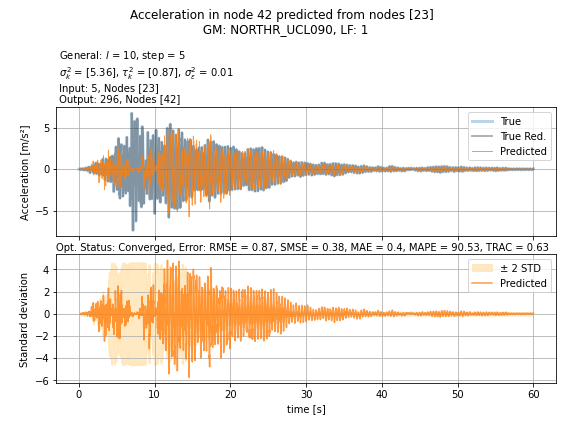 Acceleration in node 42 predicted from nodes [23]
GM: NORTHR_UCL090, LF: 1
General: l = 10, step = 5
σ²ₖ = [5.36], τ²ₖ = [0.87], σ²ₑ = 0.01
Input: 5, Nodes [23]
Output: 296, Nodes [42]
Acceleration [m/s²]
5
0
−5
True
True Red.
Predicted
Opt. Status: Converged, Error: RMSE = 0.87, SMSE = 0.38, MAE = 0.4, MAPE = 90.53, TRAC = 0.63
Standard deviation
4
2
0
−2
−4
−6
± 2 STD
Predicted
0 10 20 30 40 50 60
time [s]